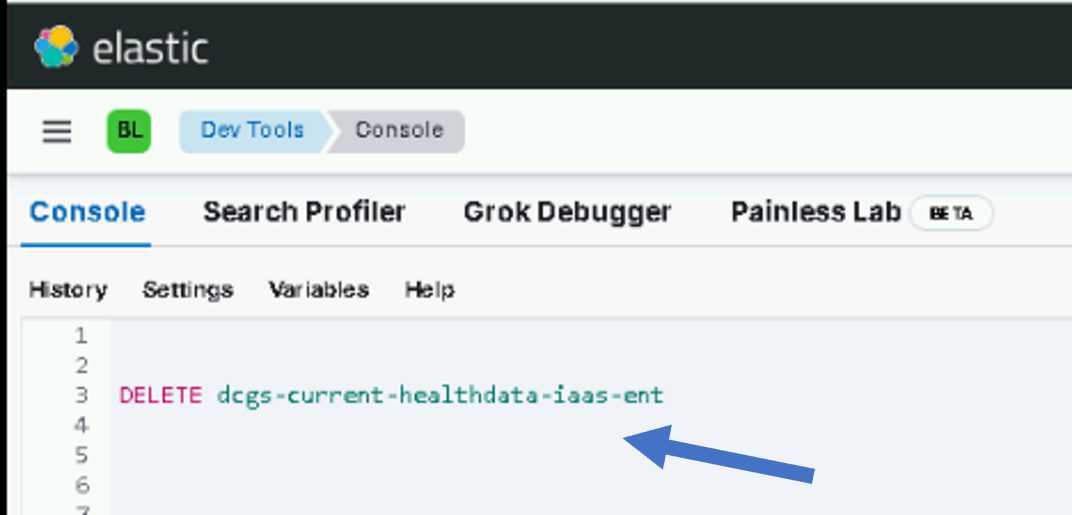 elastic
BL Dev Tools Console
Console Search Profiler Grok Debugger Painless Lab BETA
History Settings Variables Help
1
2
3 DELETE dcgs-current-healthdata-iaas-ent
4
5
6
7